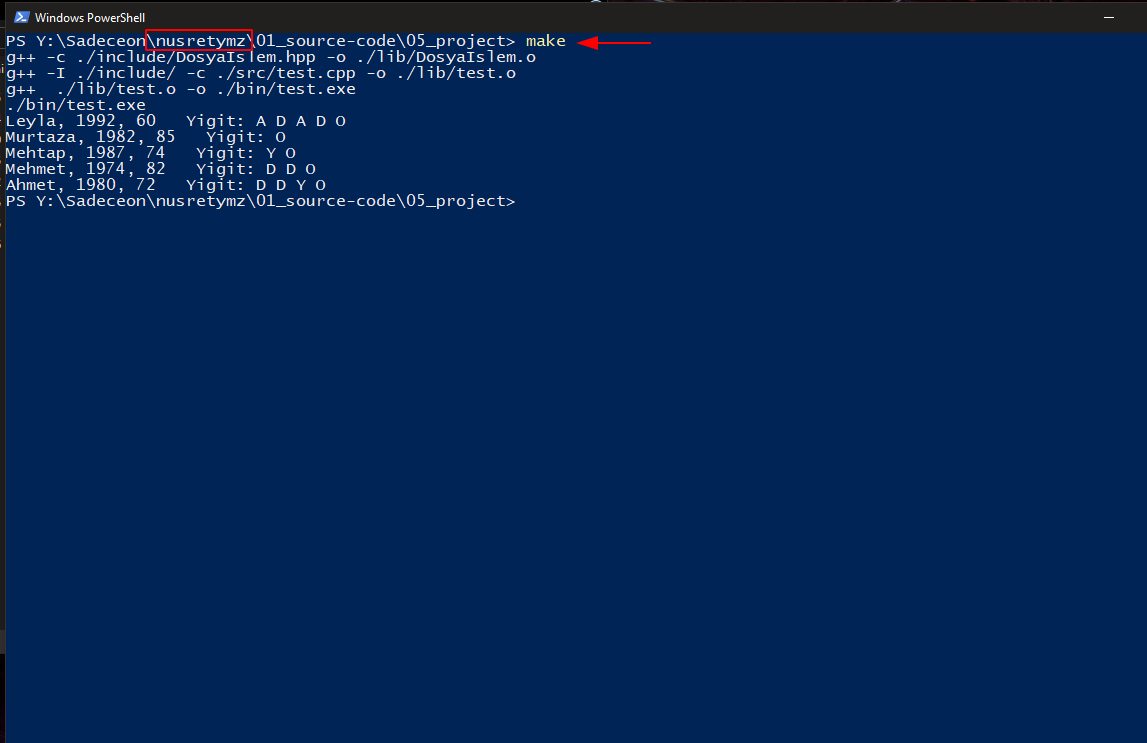 Windows PowerShell
PS Y:\Sadeceon\nusretymz\01_source-code\05_project> make
g++ -c ./include/DosyaIslem.hpp -o ./lib/DosyaIslem.o
g++ -I ./include/ -c ./src/test.cpp -o ./lib/test.o
g++  ./lib/test.o -o ./bin/test.exe
./bin/test.exe
Leyla, 1992, 60   Yigit: A D A D O
Murtaza, 1982, 85   Yigit: O
Mehtap, 1987, 74   Yigit: Y O
Mehmet, 1974, 82   Yigit: D D O
Ahmet, 1980, 72   Yigit: D D Y O
PS Y:\Sadeceon\nusretymz\01_source-code\05_project>